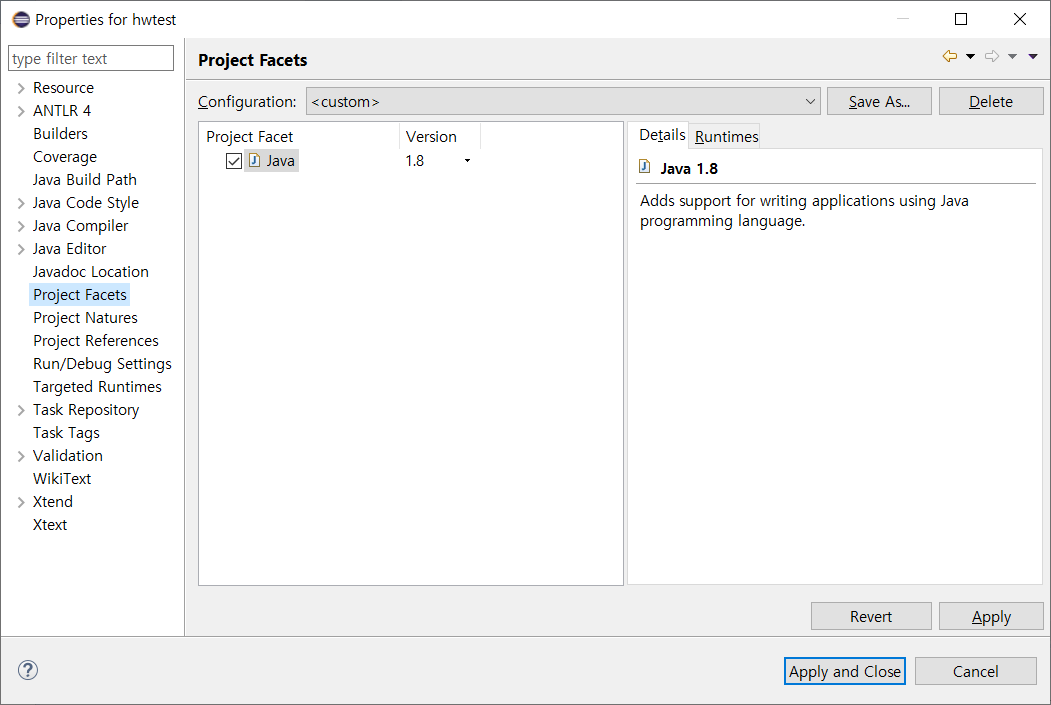 Properties for hwtest
type filter text
Resource
ANTLR 4
Builders
Coverage
Java Build Path
Java Code Style
Java Compiler
Java Editor
Javadoc Location
Project Facets
Project Natures
Project References
Run/Debug Settings
Targeted Runtimes
Task Repository
Task Tags
Validation
WikiText
Xtend
Xtext
Project Facets
Configuration: <custom> Save As... Delete
Project Facet Version
Java 1.8
Details Runtimes
Java 1.8
Adds support for writing applications using Java
programming language.
Revert Apply
? Apply and Close Cancel